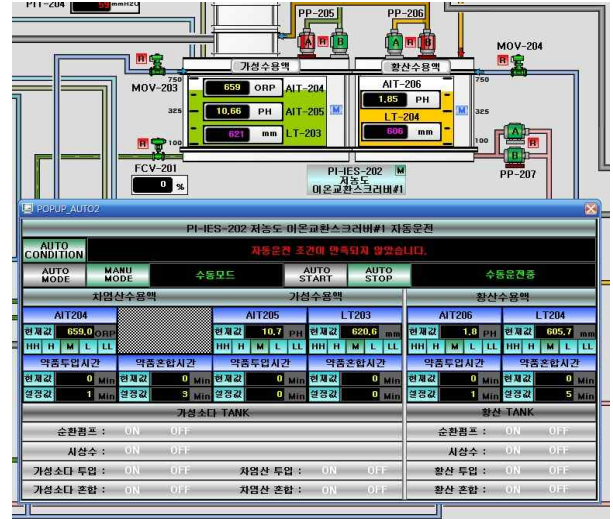 PIT-204 59 mmH2O
PP-205 PP-206
A R B A R B
R MOV-203
MOV-204 R
가성수용액 황산수용액
750 325 100
659 ORP AIT-204
10,66 PH AIT-205 M
621 mm LT-203
AIT-206
1,85 PH
LT-204 M
606 mm
750 325 100
R
FCV-201
0 %
A
R
B
PP-207
PI-IES-202 M
저농도
이온교환스크러버#1
POPUP_AUTO2
PI-IES-202 저농도 이온교환스크러버#1 자동운전
AUTO CONDITION 자동운전 조건이 만족되지 않았습니다.
AUTO MODE MANU MODE 수동모드 AUTO START AUTO STOP 수동운전중
차염산수용액 가성수용액 황산수용액
AIT204 AIT205 LT203 AIT206 LT204
현재값 659,0 ORP 현재값 10,7 PH 현재값 620,6 mm 현재값 1,8 PH 현재값 605,7 mm
HH H M L LL HH H M L LL HH H M L LL HH H M L LL HH H M L LL
약품투입시간 약품혼합시간 약품투입시간 약품혼합시간 약품투입시간 약품혼합시간
현재값 0 Min 현재값 0 Min 현재값 0 Min 현재값 0 Min 현재값 0 Min 현재값 0 Min
설정값 1 Min 설정값 3 Min 설정값 0 Min 설정값 0 Min 설정값 1 Min 설정값 5 Min
가성소다 TANK 황산 TANK
순환펌프 : ON OFF 순환펌프 : ON OFF
시상수 : ON OFF 시상수 : ON OFF
가성소다 투입 : ON OFF 차염산 투입 : ON OFF 황산 투입 : ON OFF
가성소다 혼합 : ON OFF 차염산 혼합 : ON OFF 황산 혼합 : ON OFF